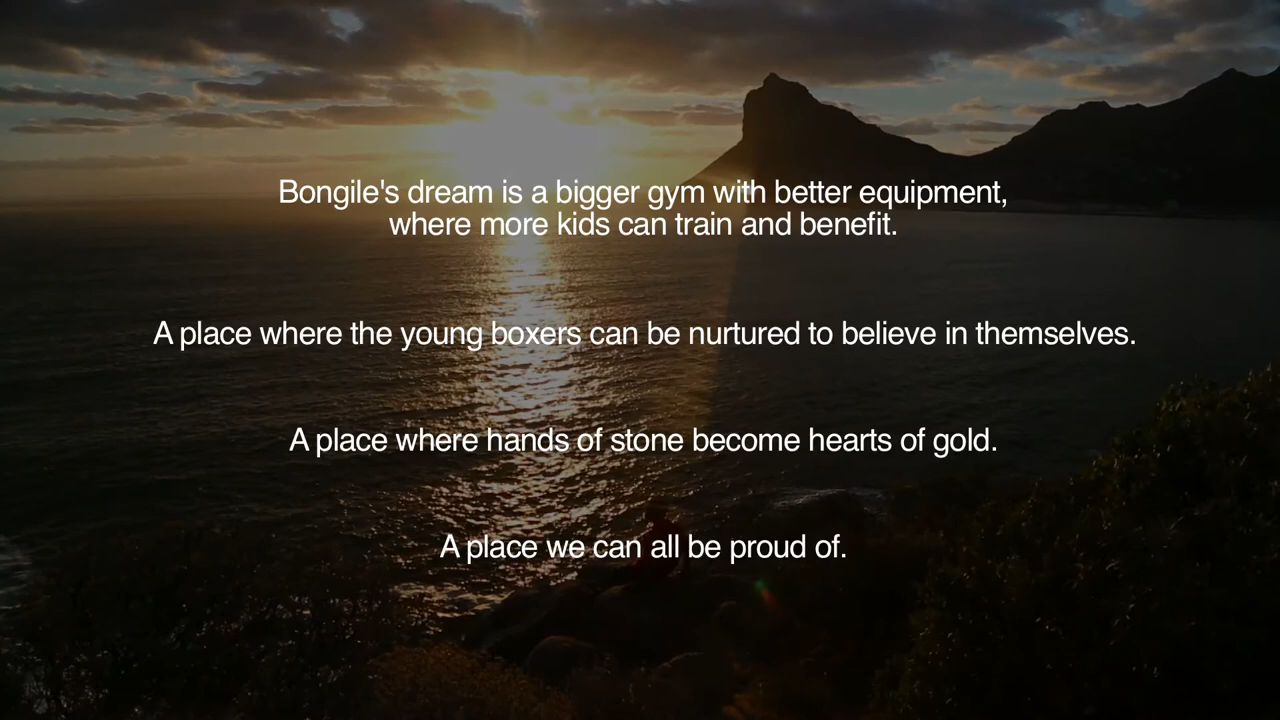 Bongile's dream is a bigger gym with better equipment,
where more kids can train and benefit.
A place where the young boxers can be nurtured to believe in themselves.
A place where hands of stone become hearts of gold.
A place we can all be proud of.